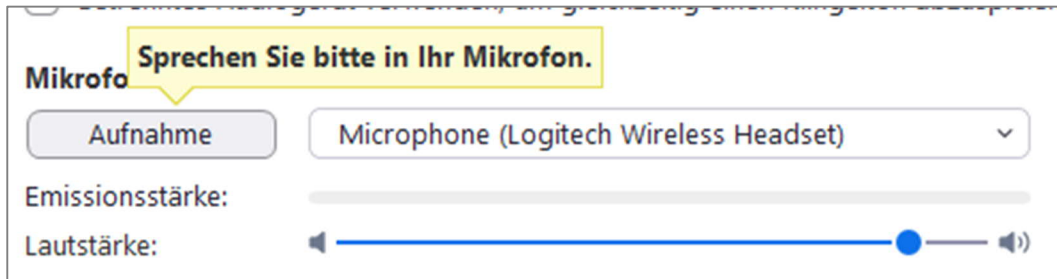 Sprechen Sie bitte in Ihr Mikrofon.
Mikrofo
Aufnahme
Microphone (Logitech Wireless Headset)
Emissionsstärke:
Lautstärke: